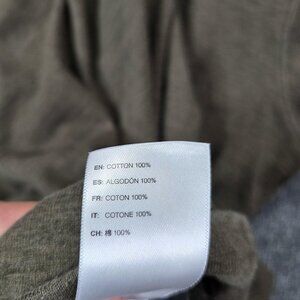 EN: COTTON 100%
ES: ALGODÓN 100%
FR: COTON 100%
IT: COTONE 100%
CH: 棉 100%